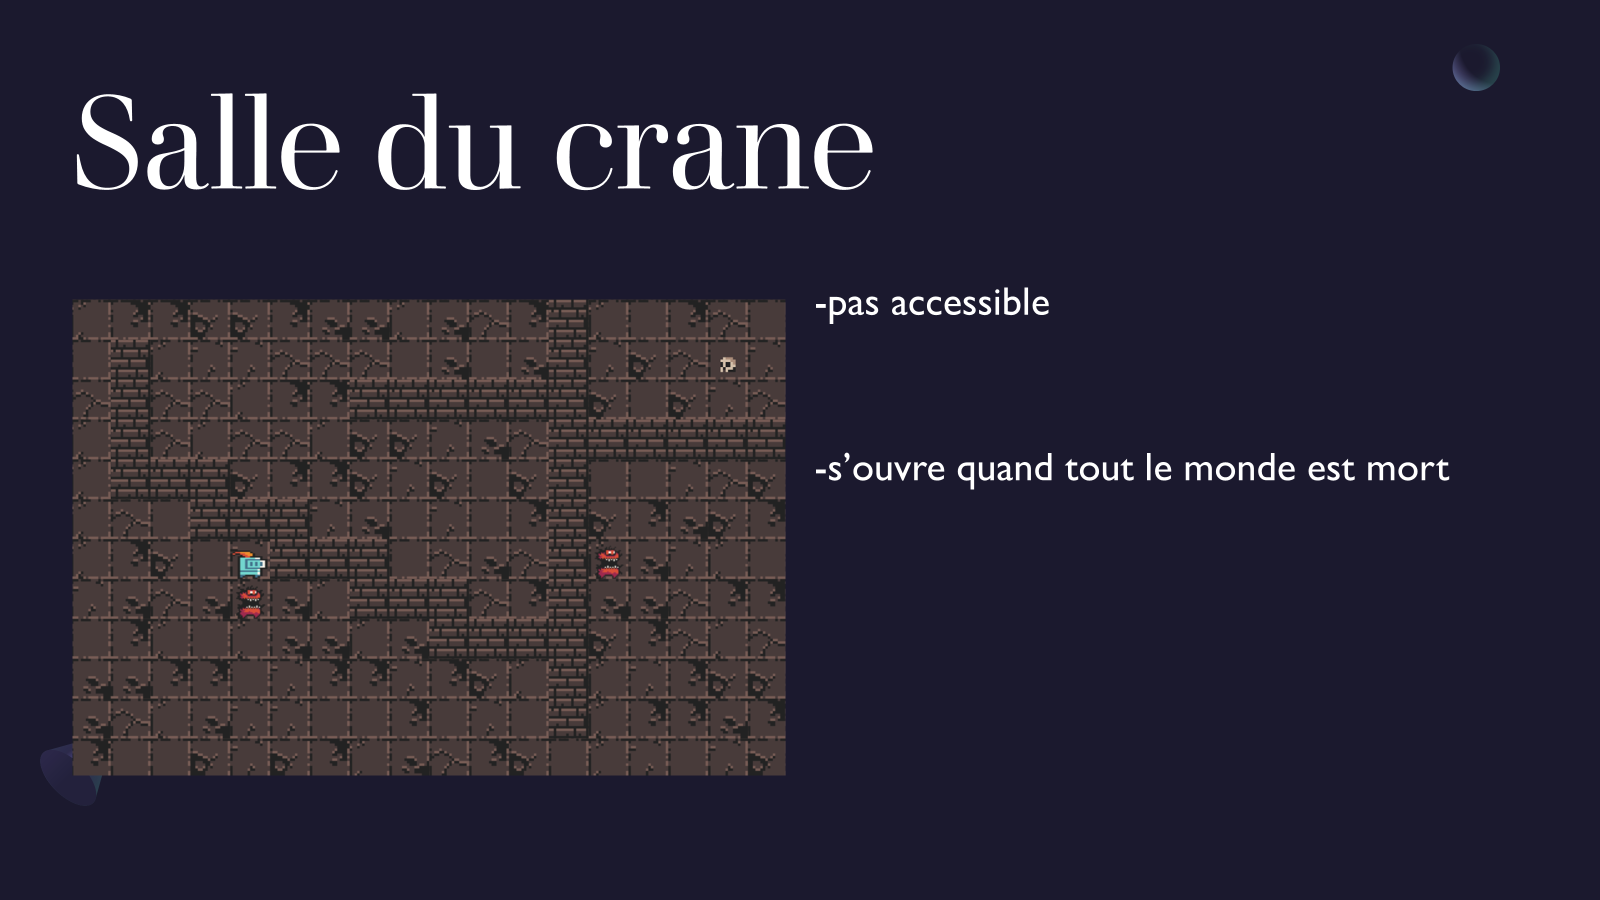 Salle du crane
-pas accessible
-s’ouvre quand tout le monde est mort